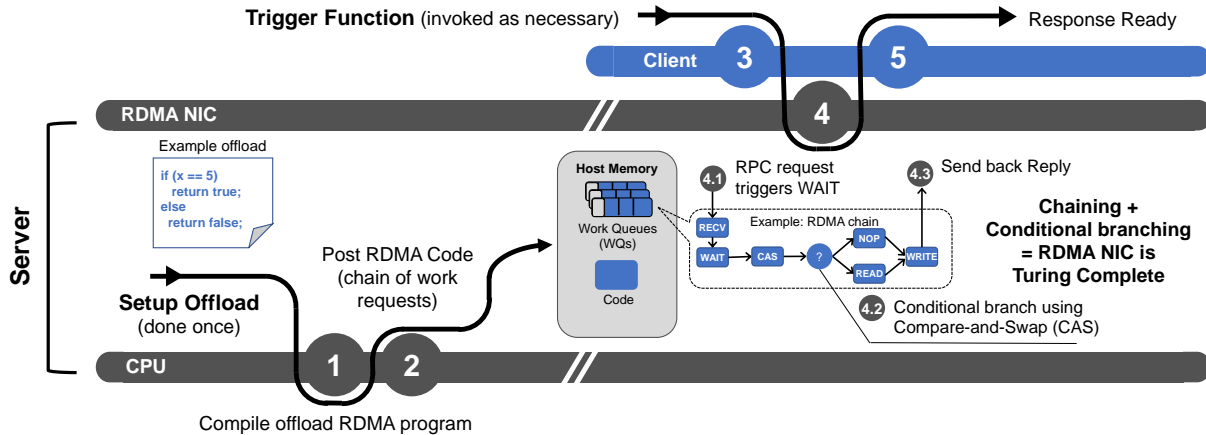 Trigger Function (invoked as necessary)
Response Ready
3
5
Client
RDMA NIC
4
Server
Example offload
if (x == 5)
return true;
else
return false;
Host Memory
Work Queues
(WQs)
Code
4.1
RPC request
triggers WAIT
4.3
Send back Reply
Example: RDMA chain
RECV
WAIT
CAS
?
NOP
READ
WRITE
Chaining +
Conditional branching
= RDMA NIC is
Turing Complete
4.2
Conditional branch using
Compare-and-Swap (CAS)
Post RDMA Code
(chain of work
requests)
Setup Offload
(done once)
1
2
CPU
Compile offload RDMA program